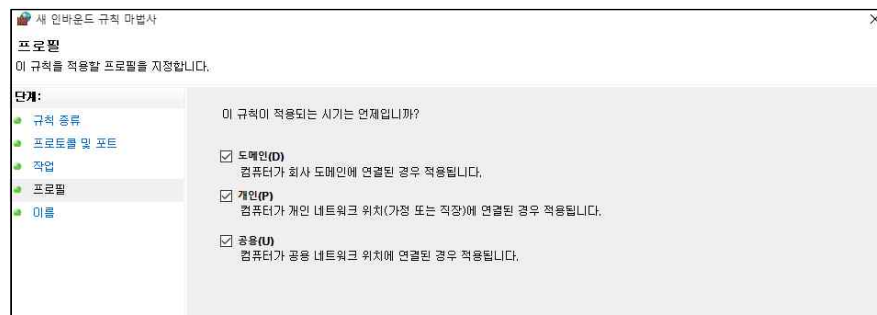 새 인바운드 규칙 마법사
프로필
이 규칙을 적용할 프로필을 지정합니다.
단계:
규칙 종류
프로토콜 및 포트
작업
프로필
이름
이 규칙이 적용되는 시기는 언제입니까?
도메인(D)
컴퓨터가 회사 도메인에 연결된 경우 적용됩니다.
개인(P)
컴퓨터가 개인 네트워크 위치(가정 또는 직장)에 연결된 경우 적용됩니다.
공용(U)
컴퓨터가 공용 네트워크 위치에 연결된 경우 적용됩니다.